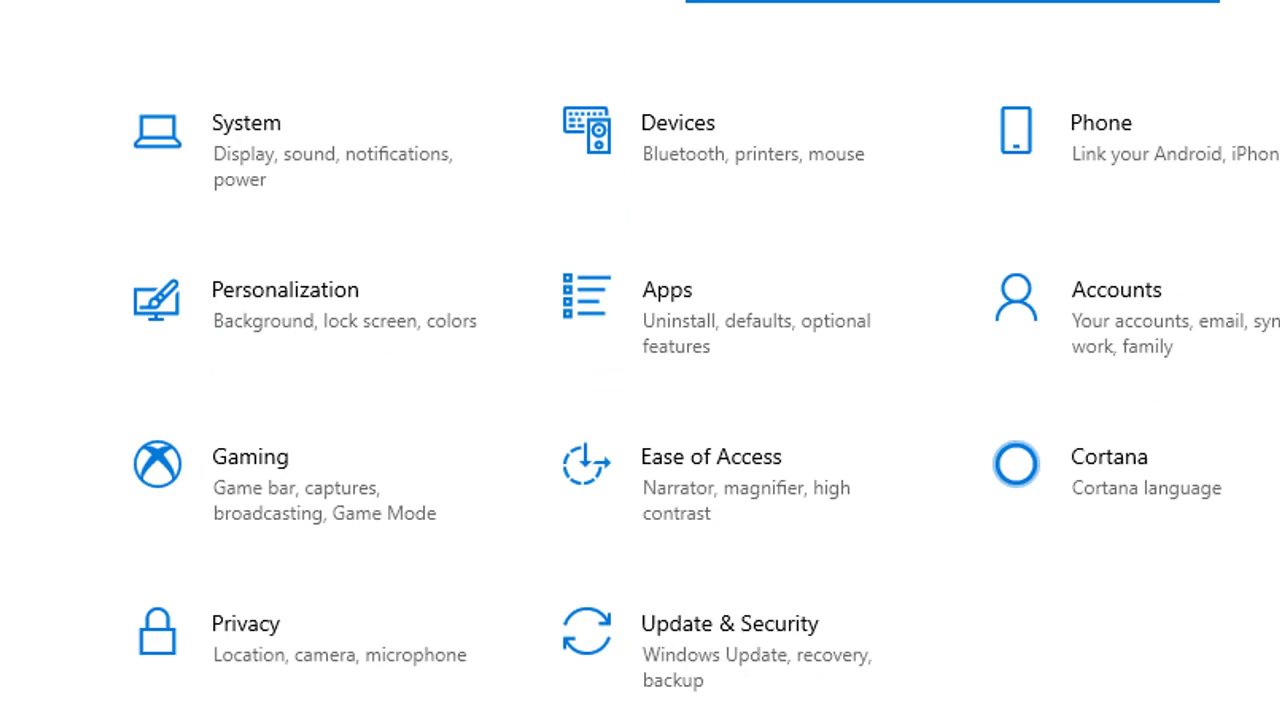 System
Display, sound, notifications,
power
Devices
Bluetooth, printers, mouse
Phone
Link your Android, iPhon
Personalization
Background, lock screen, colors
Apps
Uninstall, defaults, optional
features
Accounts
Your accounts, email, syn
work, family
Gaming
Game bar, captures,
broadcasting, Game Mode
Ease of Access
Narrator, magnifier, high
contrast
Cortana
Cortana language
Privacy
Location, camera, microphone
Update & Security
Windows Update, recovery,
backup